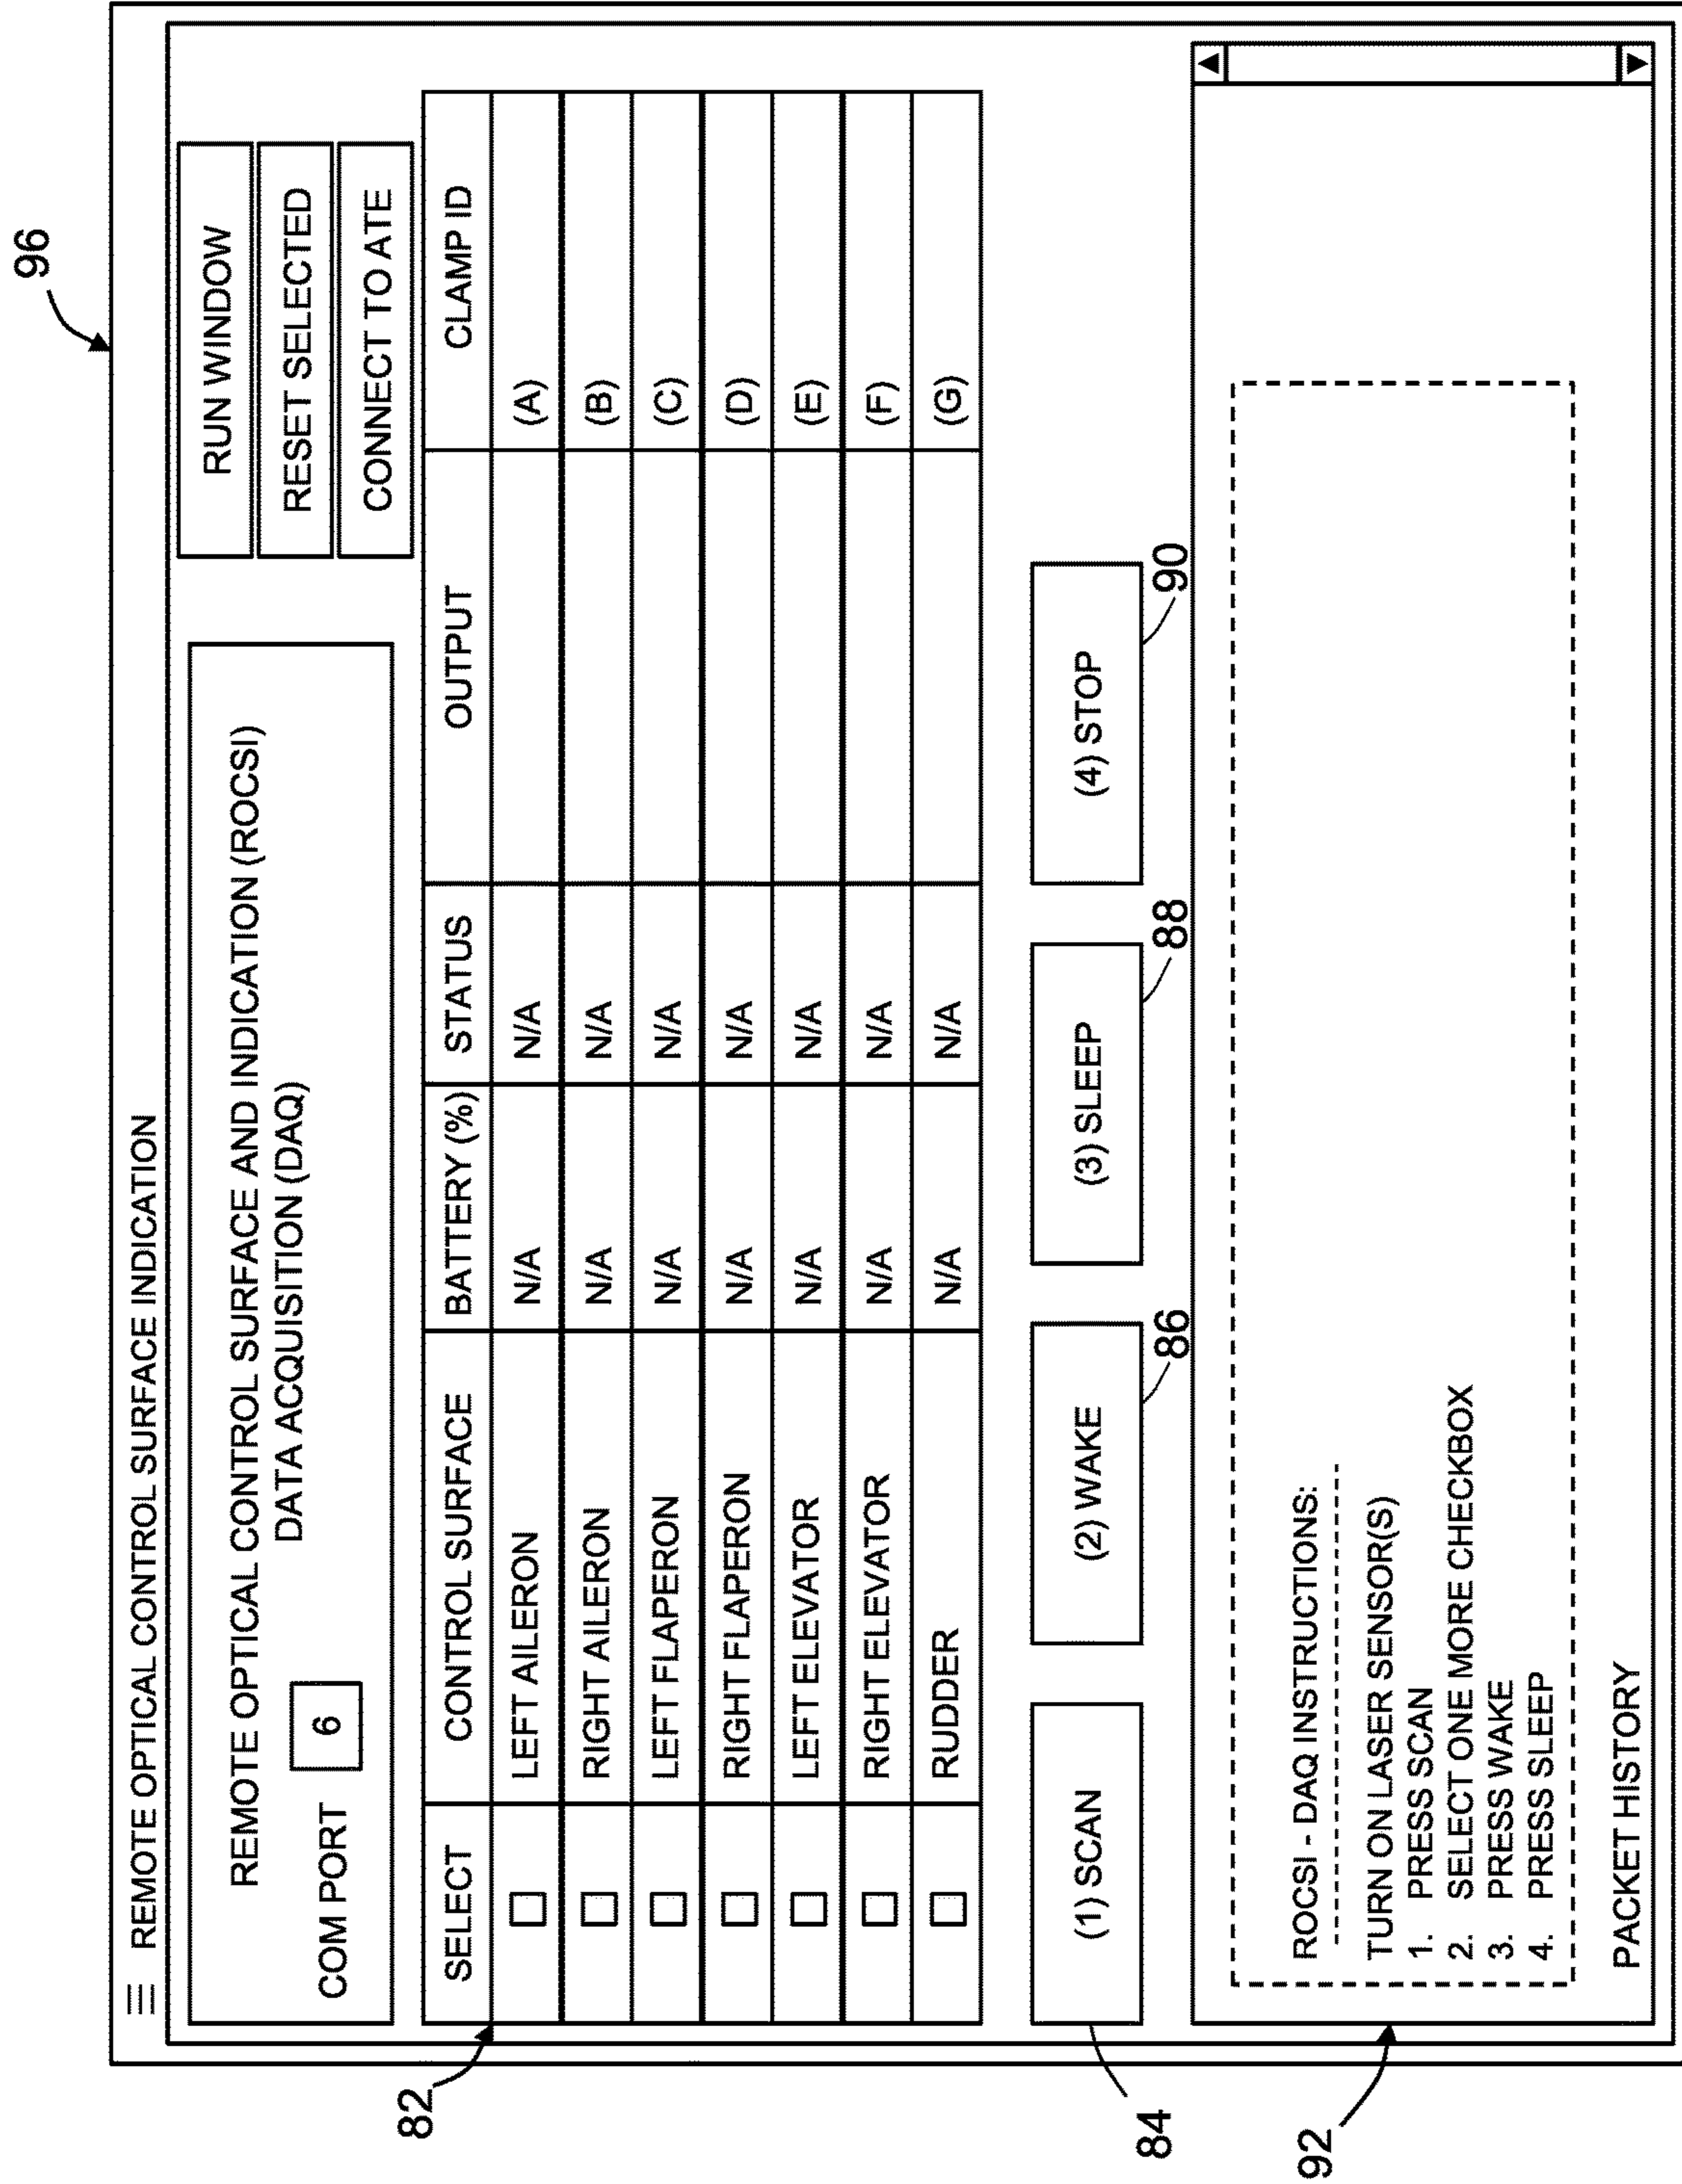 96
REMOTE OPTICAL CONTROL SURFACE INDICATION
REMOTE OPTICAL CONTROL SURFACE AND INDICATION (ROCSI)
DATA ACQUISITION (DAQ)
COM PORT 6
RUN WINDOW
RESET SELECTED
CONNECT TO ATE
82
SELECT CONTROL SURFACE BATTERY (%) STATUS OUTPUT CLAMP ID
LEFT AILERON N/A N/A (A)
RIGHT AILERON N/A N/A (B)
LEFT FLAPERON N/A N/A (C)
RIGHT FLAPERON N/A N/A (D)
LEFT ELEVATOR N/A N/A (E)
RIGHT ELEVATOR N/A N/A (F)
RUDDER N/A N/A (G)
(1) SCAN (2) WAKE (3) SLEEP (4) STOP
84 86 88 90
92
ROCSI - DAQ INSTRUCTIONS:
TURN ON LASER SENSOR(S)
1. PRESS SCAN
2. SELECT ONE MORE CHECKBOX
3. PRESS WAKE
4. PRESS SLEEP
PACKET HISTORY